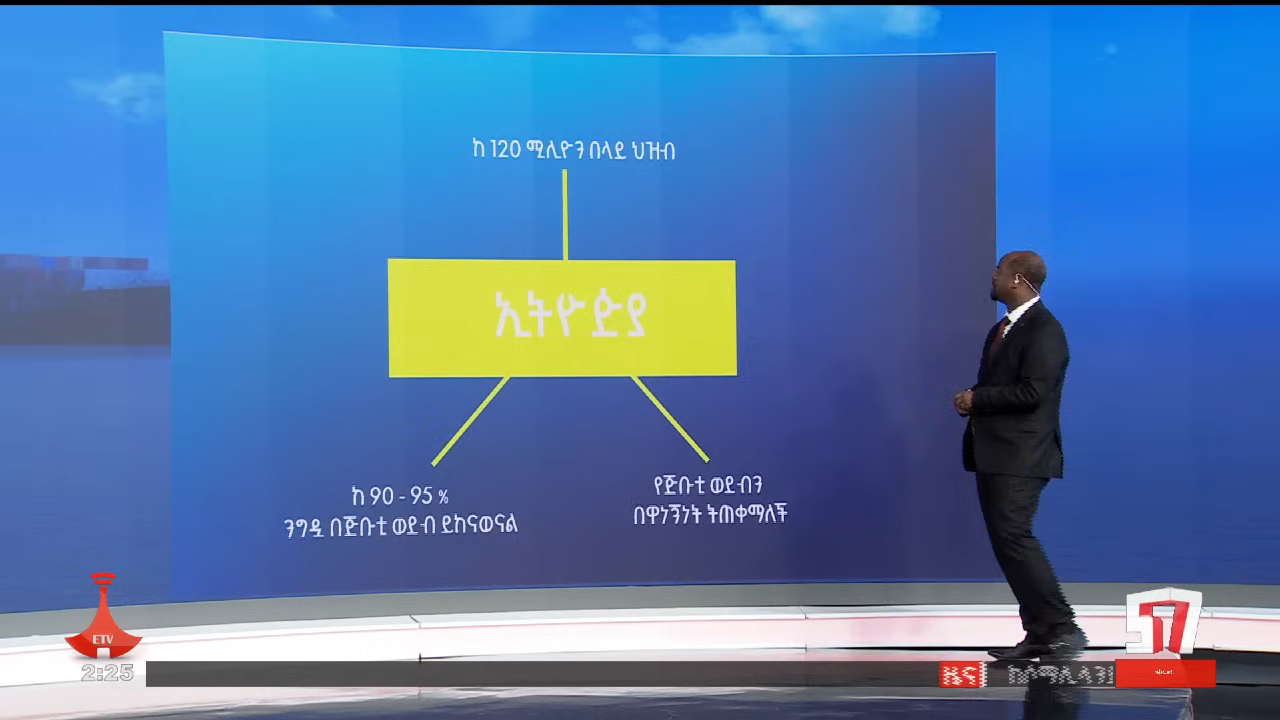 ከ 120 ሚሊዮን በላይ ህዝብ
ኢትዮጵያ
ከ 90 - 95 %
ንግዷ በጅቡቲ ወደብ ይከናወናል
የጅቡቲ ወደብን
በዋነኝነት ትጠቀማለች
ETV
2:25
57
ዜና